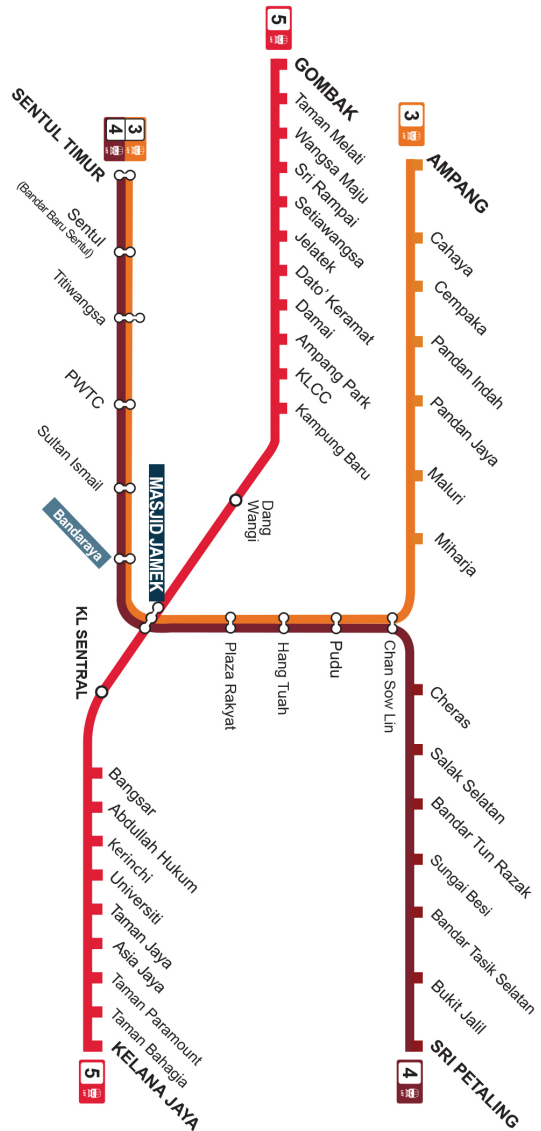 5
GOMBAK
Taman Melati
Wangsa Maju
Sri Rampai
Setiawangsa
Jelatek
Dato' Keramat
Damai
Ampang Park
KLCC
Kampung Baru
Dang
Wangi
MASJID JAMEK
KL SENTRAL
Bangsar
Abdullah Hukum
Kerinchi
Universiti
Taman Jaya
Asia Jaya
Taman Paramount
Taman Bahagia
KELANA JAYA
5
3
AMPANG
Cahaya
Cempaka
Pandan Indah
Pandan Jaya
Maluri
Miharja
3
4
SENTUL TIMUR
Sentul
(Bandar Baru Sentul)
Titiwangsa
PWTC
Sultan Ismail
Bandaraya
Plaza Rakyat
Hang Tuah
Pudu
Chan Sow Lin
Cheras
Salak Selatan
Bandar Tun Razak
Sungai Besi
Bandar Tasik Selatan
Bukit Jalil
SRI PETALING
4